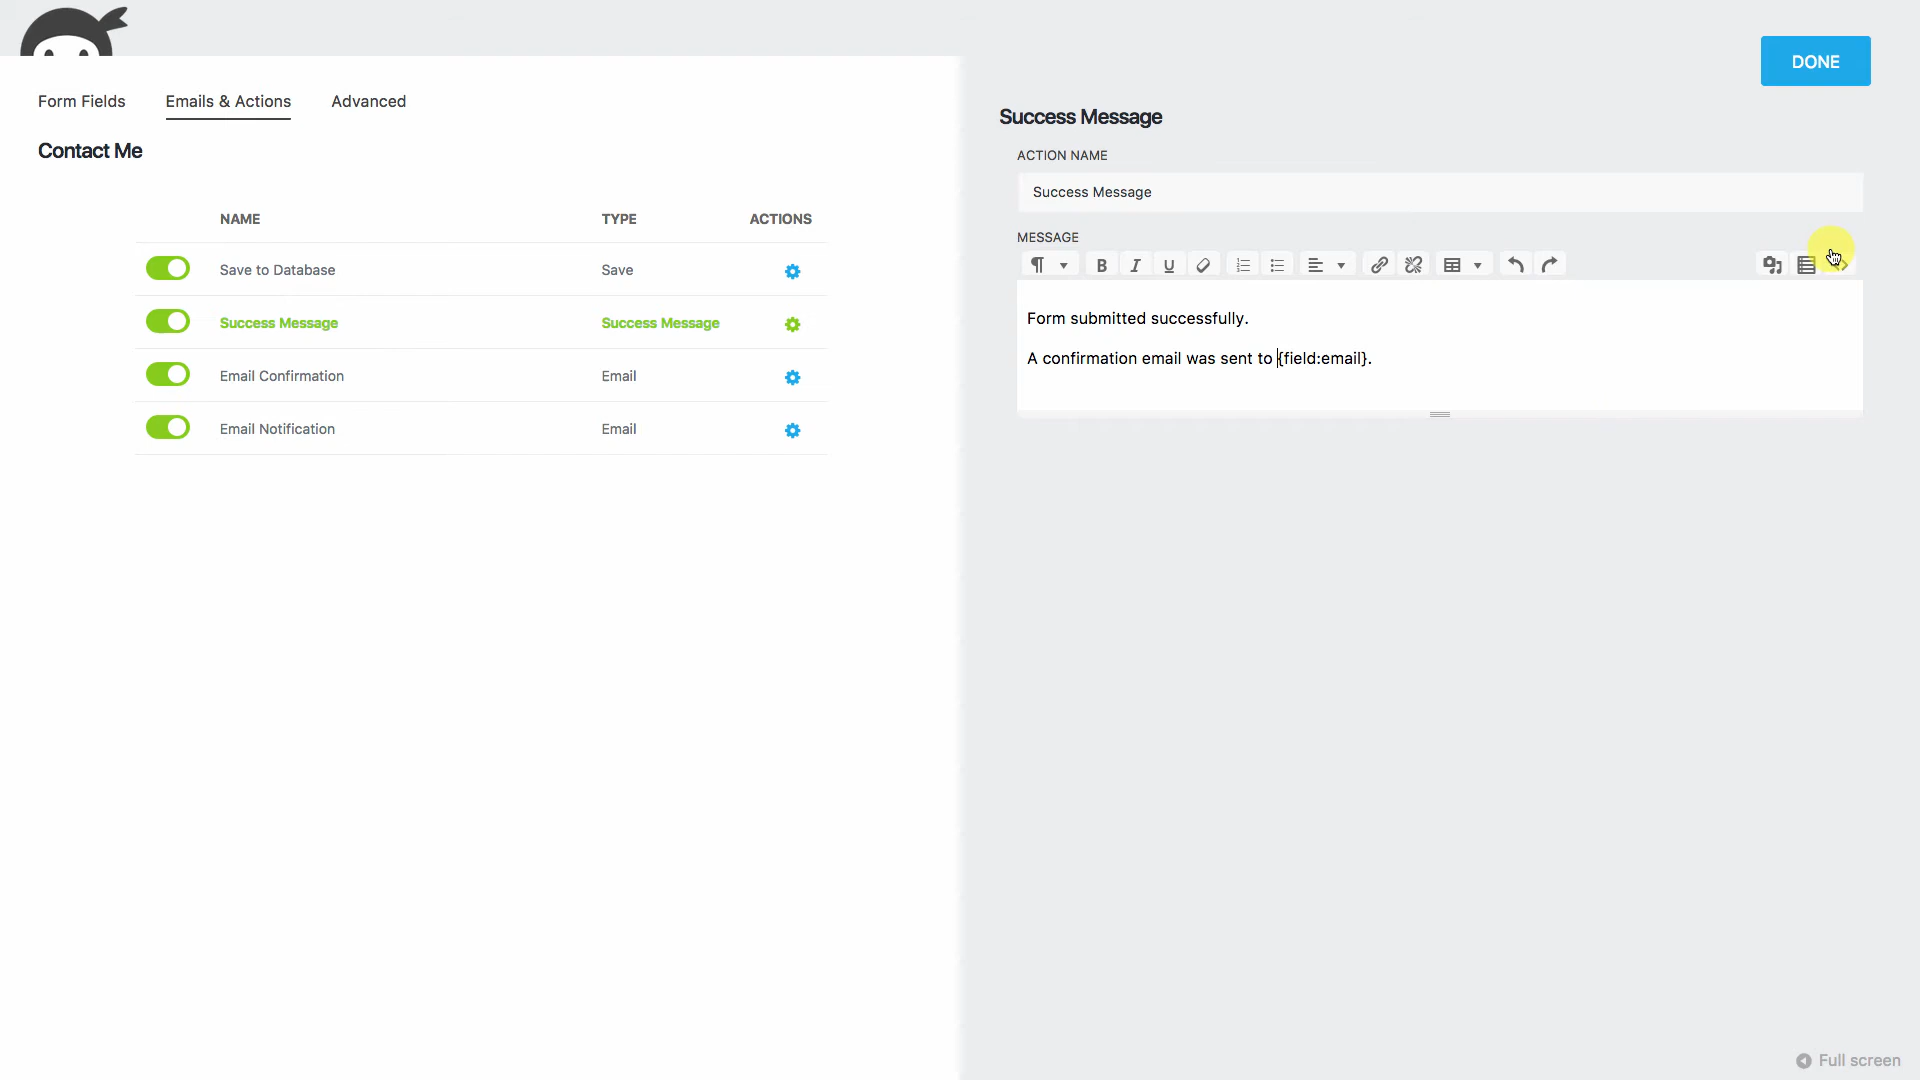 DONE
Form Fields Emails & Actions Advanced
Contact Me
NAME TYPE ACTIONS
Save to Database Save
Success Message Success Message
Email Confirmation Email
Email Notification Email
Success Message
ACTION NAME
Success Message
MESSAGE
Form submitted successfully.
A confirmation email was sent to {field:email}.
Full screen